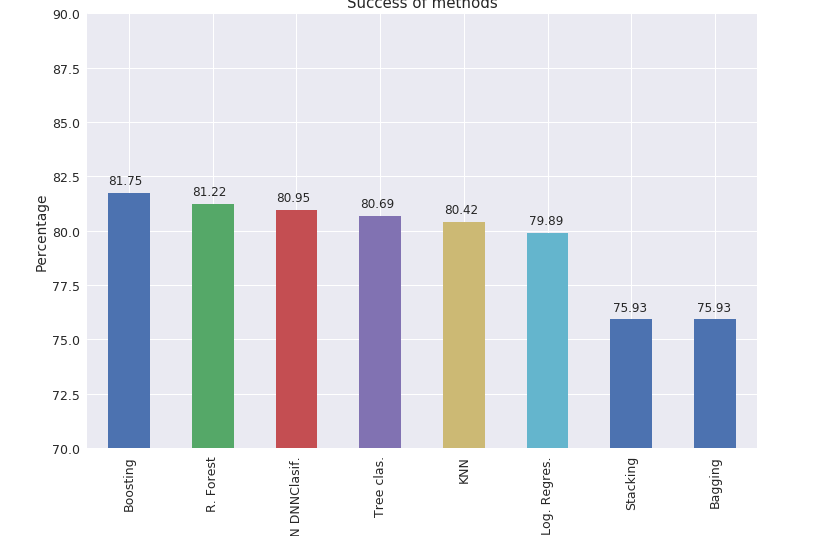 Success of methods
90.0
87.5
85.0
82.5
80.0
77.5
75.0
72.5
70.0
Percentage
81.75
81.22
80.95
80.69
80.42
79.89
75.93
75.93
Boosting
R. Forest
N DNNClasif.
Tree clas.
KNN
Log. Regres.
Stacking
Bagging